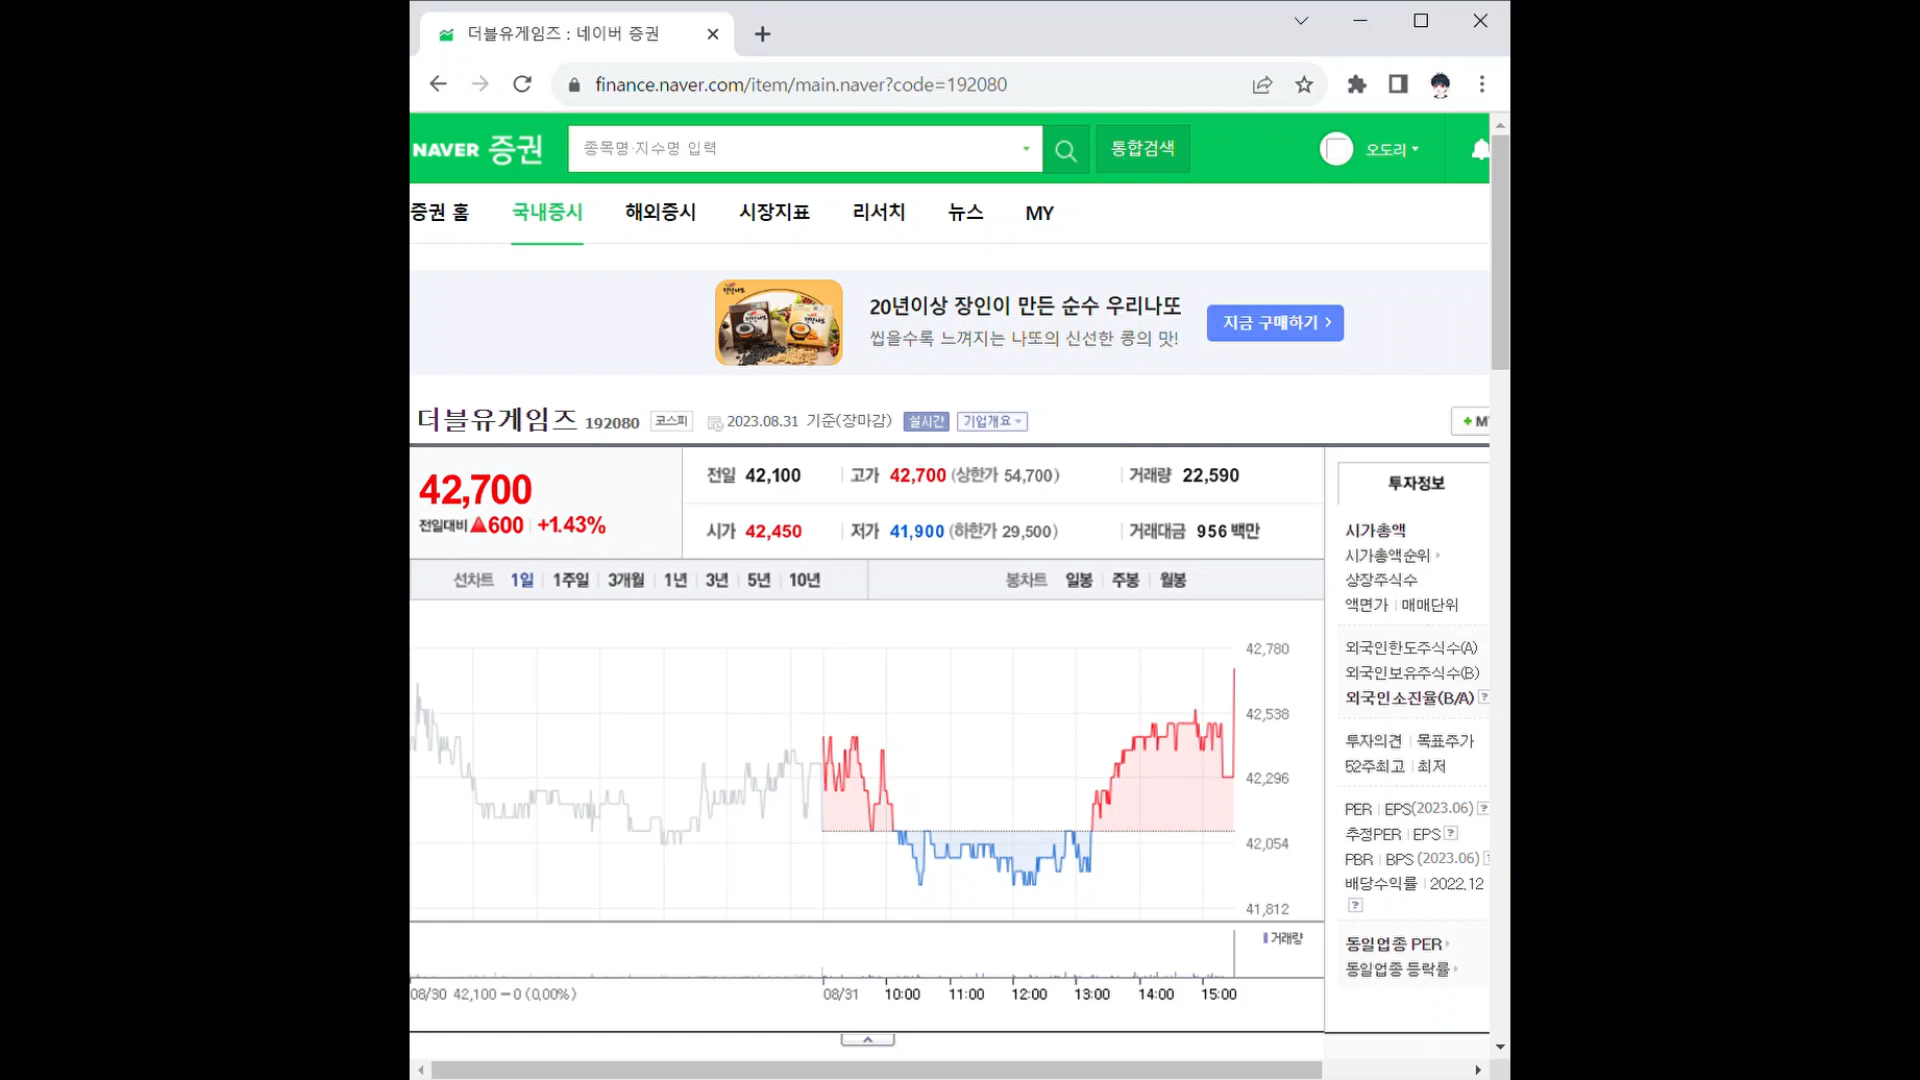 더블유게임즈 : 네이버 증권
finance.naver.com/item/main.naver?code=192080
NAVER 증권
종목명·지수명 입력
통합검색
오도리
증권 홈 국내증시 해외증시 시장지표 리서치 뉴스 MY
20년이상 장인이 만든 순수 우리나또
씹을수록 느껴지는 나또의 신선한 콩의 맛!
지금 구매하기
더블유게임즈 192080 코스피 2023.08.31 기준(장마감) 실시간 기업개요
42,700
전일대비 ▲600 +1.43%
전일 42,100 고가 42,700 (상한가 54,700) 거래량 22,590
시가 42,450 저가 41,900 (하한가 29,500) 거래대금 956 백만
선차트 1일 1주일 3개월 1년 3년 5년 10년 봉차트 일봉 주봉 월봉
42,780
42,538
42,296
42,054
41,812
거래량
08/30 42,100 – 0 (0.00%)
08/31 10:00 11:00 12:00 13:00 14:00 15:00
투자정보
시가총액
시가총액순위
상장주식수
액면가 | 매매단위
외국인한도주식수(A)
외국인보유주식수(B)
외국인소진율(B/A) ?
투자의견 | 목표주가
52주최고 | 최저
PER | EPS(2023.06) ?
추정PER | EPS ?
PBR | BPS (2023.06) ?
배당수익률 | 2022.12
?
동일업종 PER
동일업종 등락률